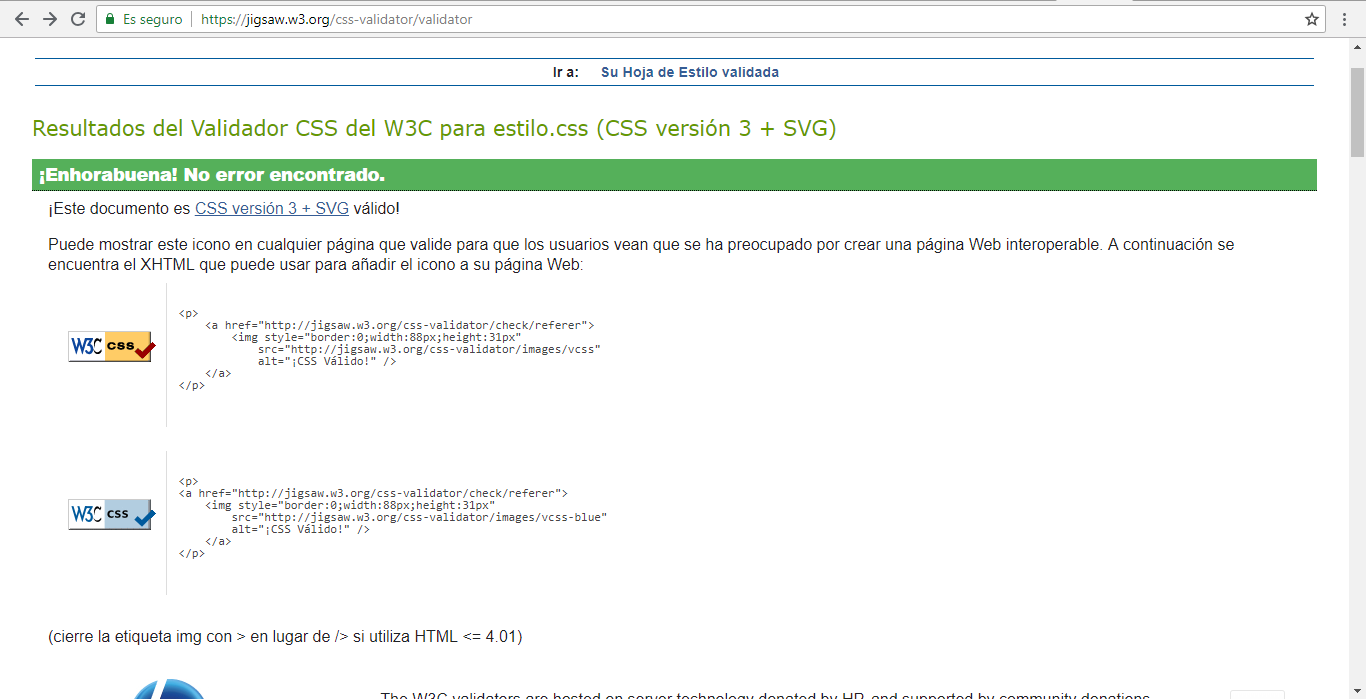 Es seguro | https://jigsaw.w3.org/css-validator/validator
Ir a: Su Hoja de Estilo validada
Resultados del Validador CSS del W3C para estilo.css (CSS versión 3 + SVG)
¡Enhorabuena! No error encontrado.
¡Este documento es CSS versión 3 + SVG válido!
Puede mostrar este icono en cualquier página que valide para que los usuarios vean que se ha preocupado por crear una página Web interoperable. A continuación se
encuentra el XHTML que puede usar para añadir el icono a su página Web:
<p>
<a href="http://jigsaw.w3.org/css-validator/check/referer">
<img style="border:0;width:88px;height:31px"
W3C css
src="http://jigsaw.w3.org/css-validator/images/vcss"
alt="¡CSS Válido!" />
</a>
</p>
<p>
<a href="http://jigsaw.w3.org/css-validator/check/referer">
<img style="border:0;width:88px;height:31px"
W3C css
src="http://jigsaw.w3.org/css-validator/images/vcss-blue"
alt="¡CSS Válido!" />
</a>
</p>
(cierre la etiqueta img con > en lugar de /> si utiliza HTML <= 4.01)
The W3C validators are hosted on server technology donated by HP, and supported by community donations.